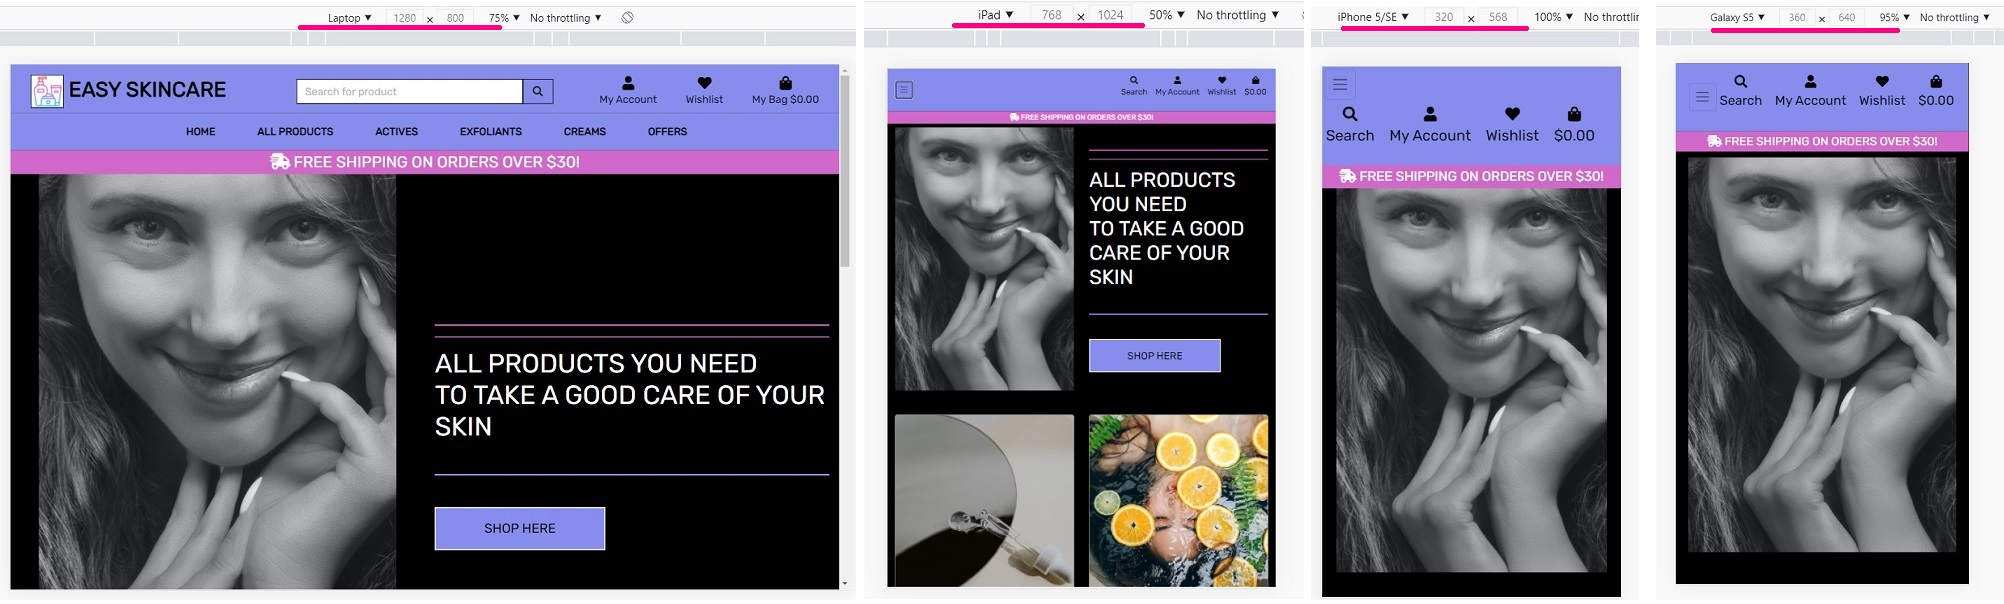 Laptop ▼ 1280 × 800 75% ▼ No throttling ▼
EASY SKINCARE
Search for product
My Account Wishlist My Bag $0.00
HOME ALL PRODUCTS ACTIVES EXFOLIANTS CREAMS OFFERS
FREE SHIPPING ON ORDERS OVER $30!
ALL PRODUCTS YOU NEED
TO TAKE A GOOD CARE OF YOUR
SKIN
SHOP HERE
iPad ▼ 768 × 1024 50% ▼ No throttling ▼
Search My Account Wishlist $0.00
FREE SHIPPING ON ORDERS OVER $30!
ALL PRODUCTS
YOU NEED
TO TAKE A GOOD
CARE OF YOUR
SKIN
SHOP HERE
iPhone 5/SE ▼ 320 × 568 100% ▼ No throttlin
Search My Account Wishlist $0.00
FREE SHIPPING ON ORDERS OVER $30!
Galaxy S5 ▼ 360 × 640 95% ▼ No throttling ▼
Search My Account Wishlist $0.00
FREE SHIPPING ON ORDERS OVER $30!